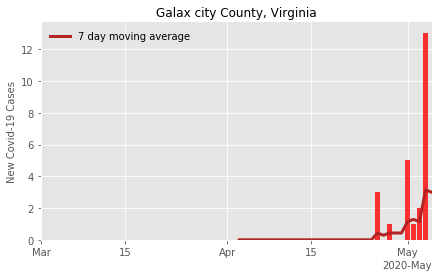 Galax city County, Virginia
7 day moving average
New Covid-19 Cases
12
10
8
6
4
2
0
Mar 15 Apr 15 May
2020-May